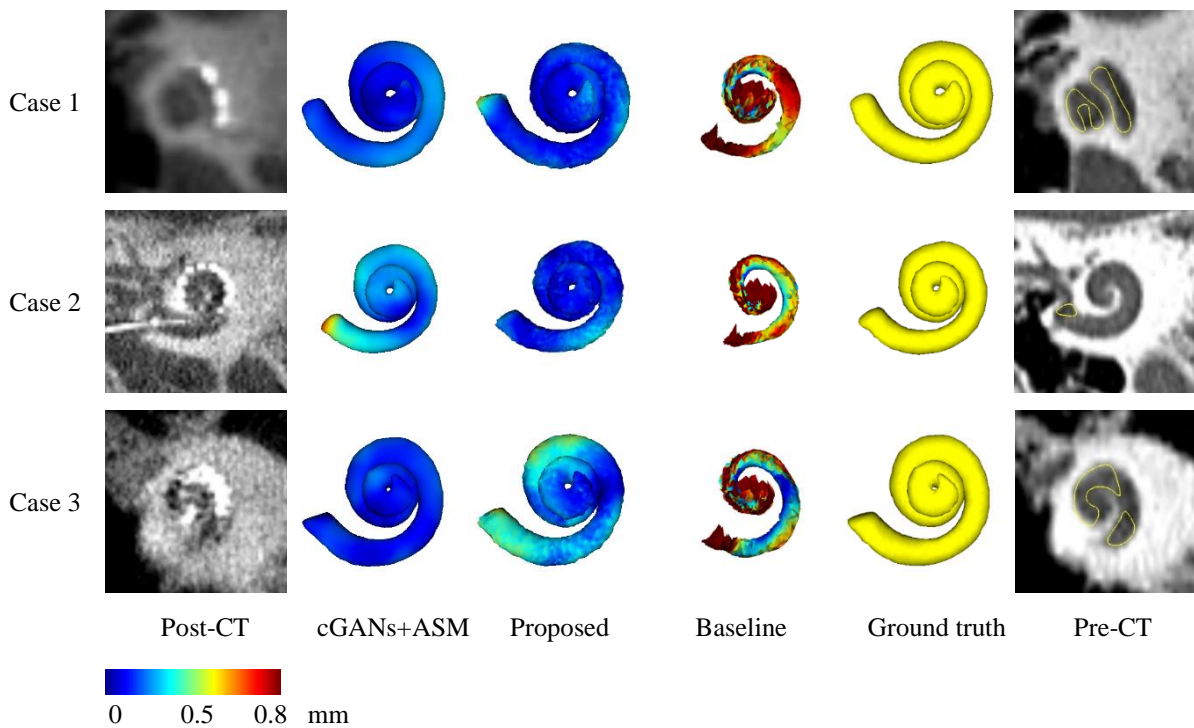 Case 1
Case 2
Case 3
Post-CT cGANs+ASM Proposed Baseline Ground truth Pre-CT
0 0.5 0.8 mm